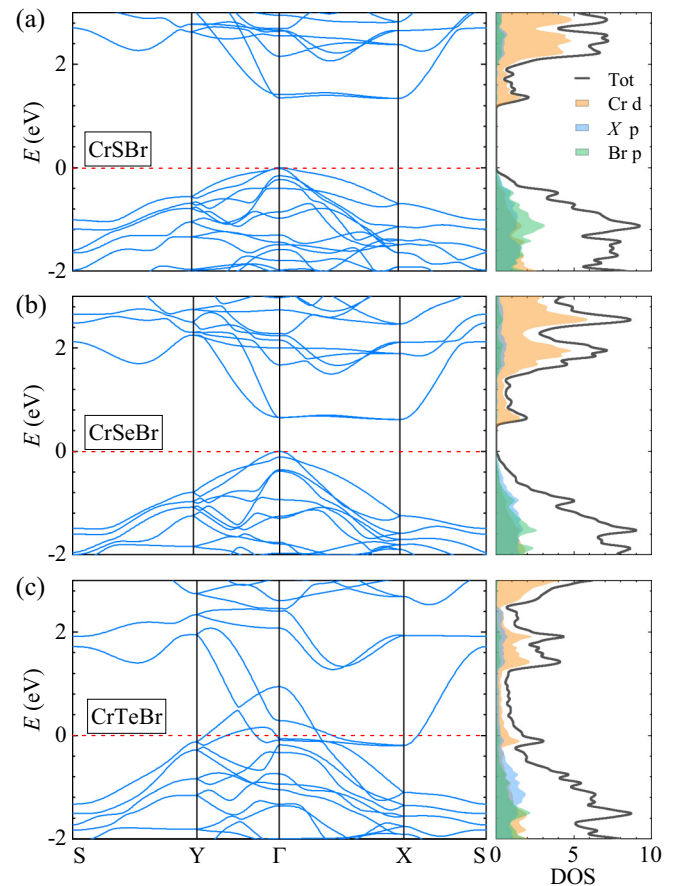 (a)
2
0
-2
E (eV)
CrSBr
Tot
Cr d
X p
Br p
(b)
2
0
-2
E (eV)
CrSeBr
(c)
2
0
-2
E (eV)
CrTeBr
S Y Γ X S
0 5 10
DOS